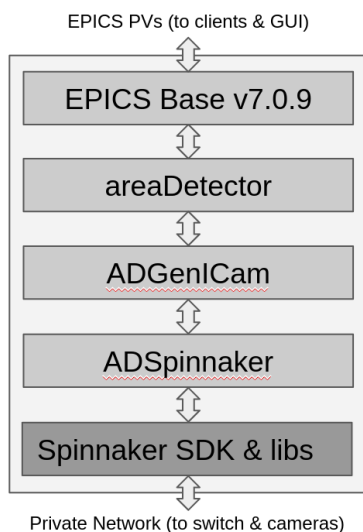 EPICS PVs (to clients & GUI)
EPICS Base v7.0.9
areaDetector
ADGenICam
ADSpinnaker
Spinnaker SDK & libs
Private Network (to switch & cameras)